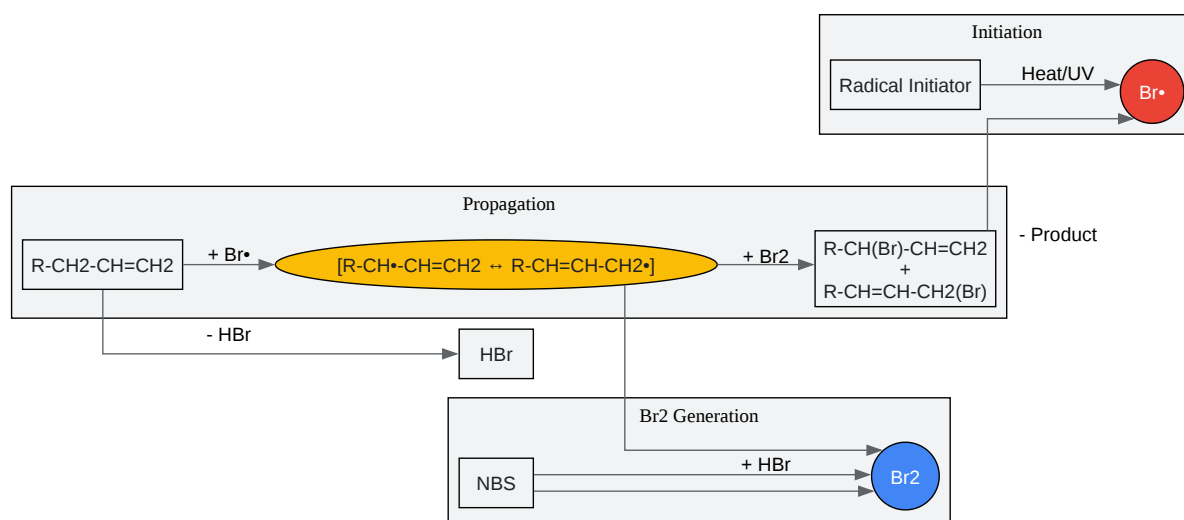 Initiation
Radical Initiator
Heat/UV
Br•
Propagation
R-CH2-CH=CH2
+ Br•
[R-CH•-CH=CH2 ↔ R-CH=CH-CH2•]
+ Br2
R-CH(Br)-CH=CH2
+
R-CH=CH-CH2(Br)
- Product
- HBr
HBr
Br2 Generation
NBS
+ HBr
Br2